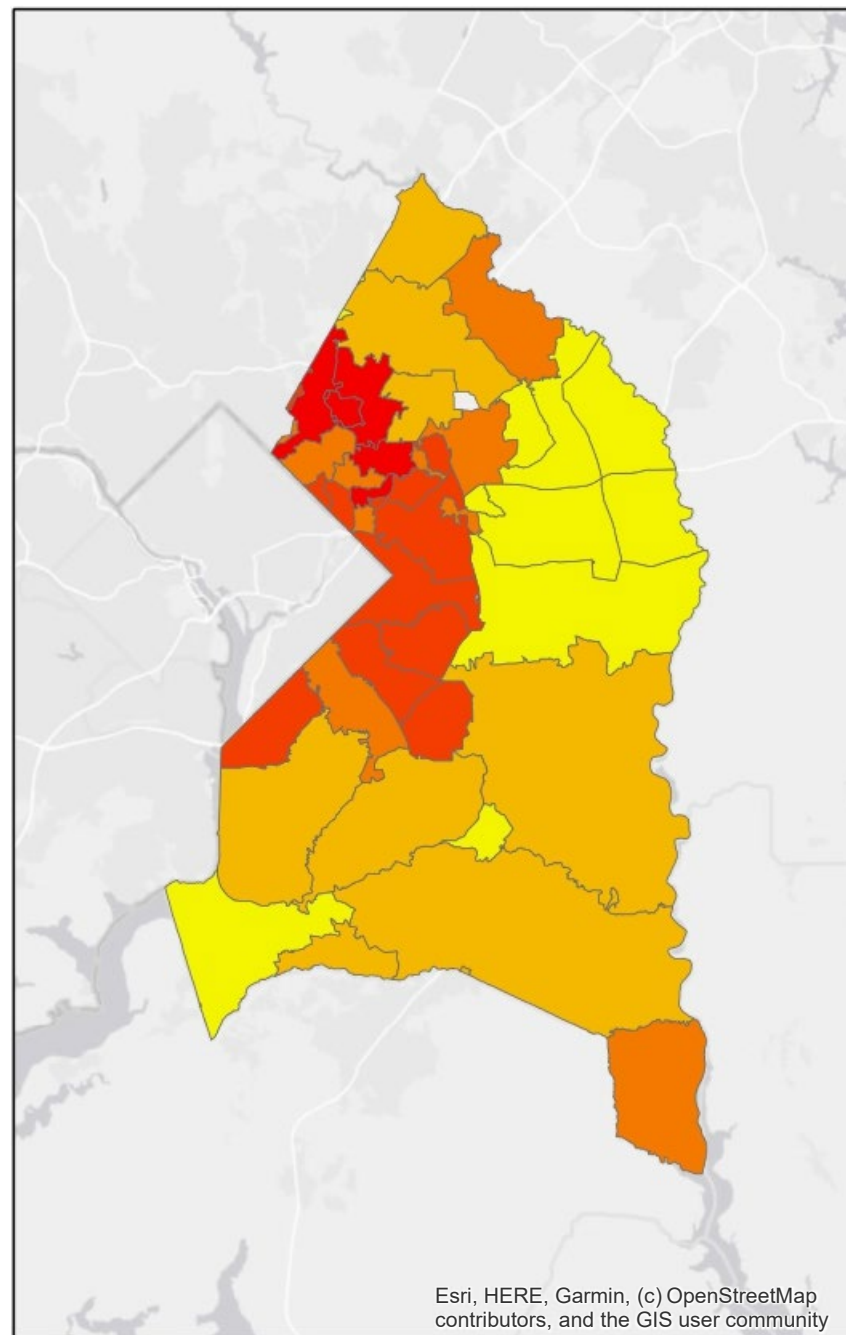 Esri, HERE, Garmin, (c) OpenStreetMap
contributors, and the GIS user community